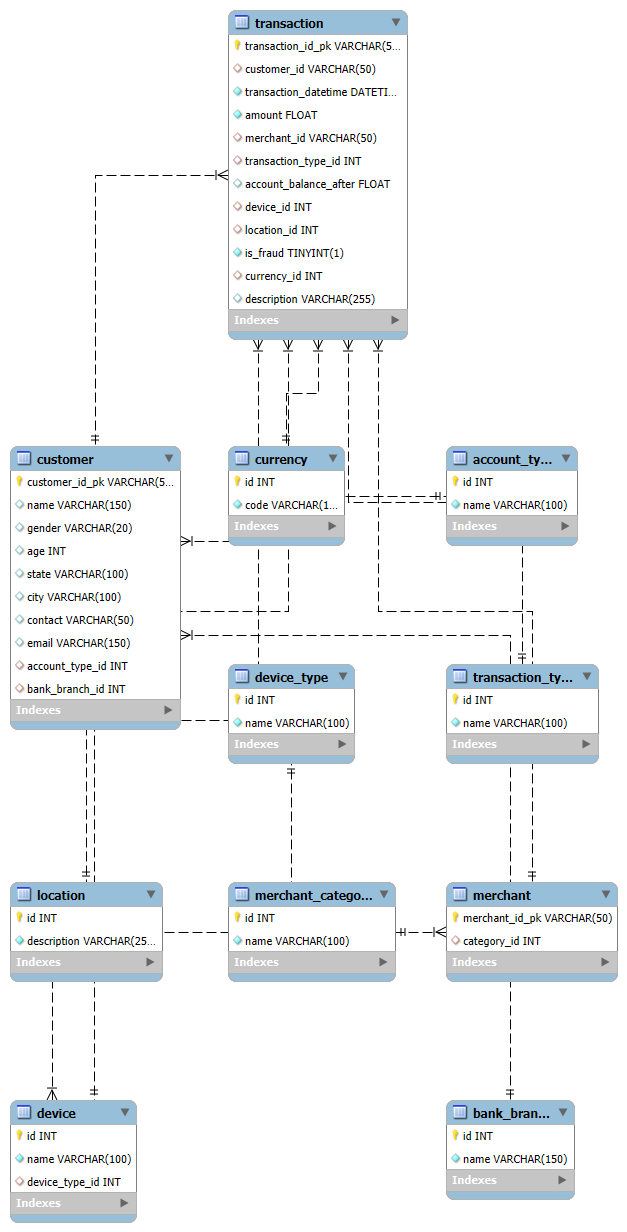 transaction
transaction_id_pk VARCHAR(5...
customer_id VARCHAR(50)
transaction_datetime DATETI...
amount FLOAT
merchant_id VARCHAR(50)
transaction_type_id INT
account_balance_after FLOAT
device_id INT
location_id INT
is_fraud TINYINT(1)
currency_id INT
description VARCHAR(255)
Indexes
customer
customer_id_pk VARCHAR(5...
name VARCHAR(150)
gender VARCHAR(20)
age INT
state VARCHAR(100)
city VARCHAR(100)
contact VARCHAR(50)
email VARCHAR(150)
account_type_id INT
bank_branch_id INT
Indexes
currency
id INT
code VARCHAR(1...
Indexes
account_ty...
id INT
name VARCHAR(100)
Indexes
device_type
id INT
name VARCHAR(100)
Indexes
transaction_ty...
id INT
name VARCHAR(100)
Indexes
location
id INT
description VARCHAR(25...
Indexes
merchant_catego...
id INT
name VARCHAR(100)
Indexes
merchant
merchant_id_pk VARCHAR(50)
category_id INT
Indexes
device
id INT
name VARCHAR(100)
device_type_id INT
Indexes
bank_bran...
id INT
name VARCHAR(150)
Indexes